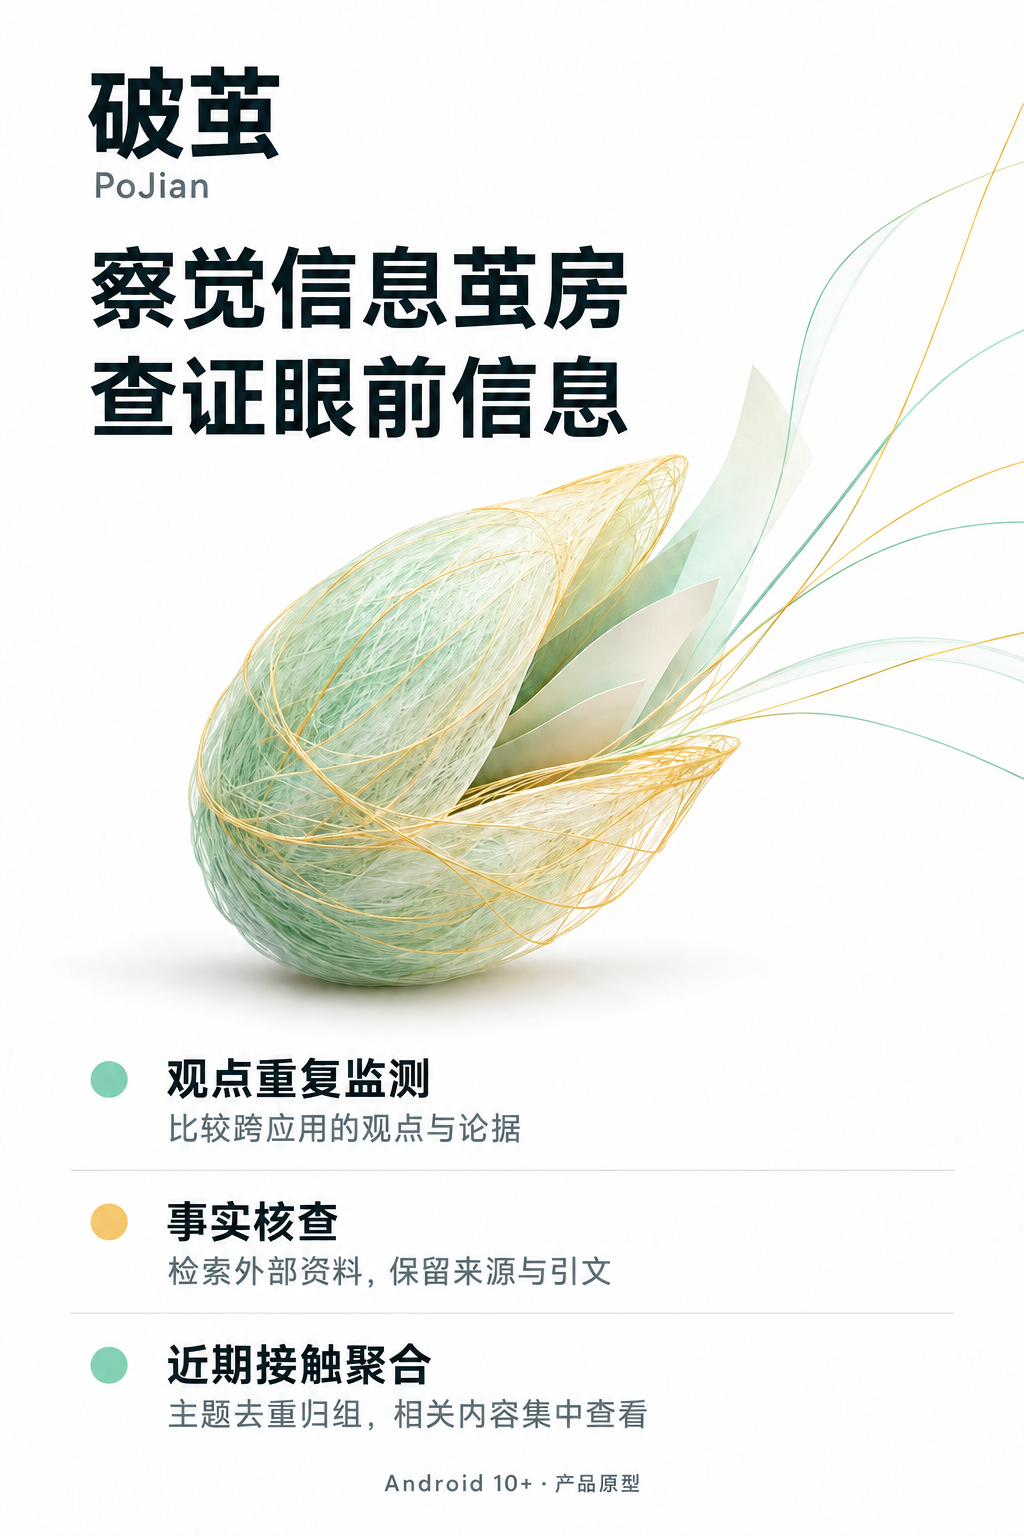 破茧
PoJian
察觉信息茧房
查证眼前信息
观点重复监测
比较跨应用的观点与论据
事实核查
检索外部资料，保留来源与引文
近期接触聚合
主题去重归组，相关内容集中查看
Android 10+ · 产品原型